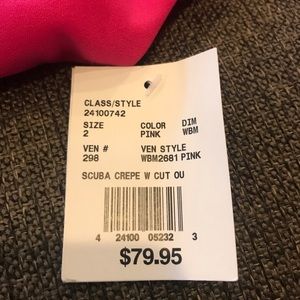 CLASS/STYLE
24100742
SIZE COLOR DIM
2 PINK WBM
VEN # VEN STYLE
298 WBM2681 PINK
SCUBA CREPE W CUT OU
4 24100 05232 3
$79.95